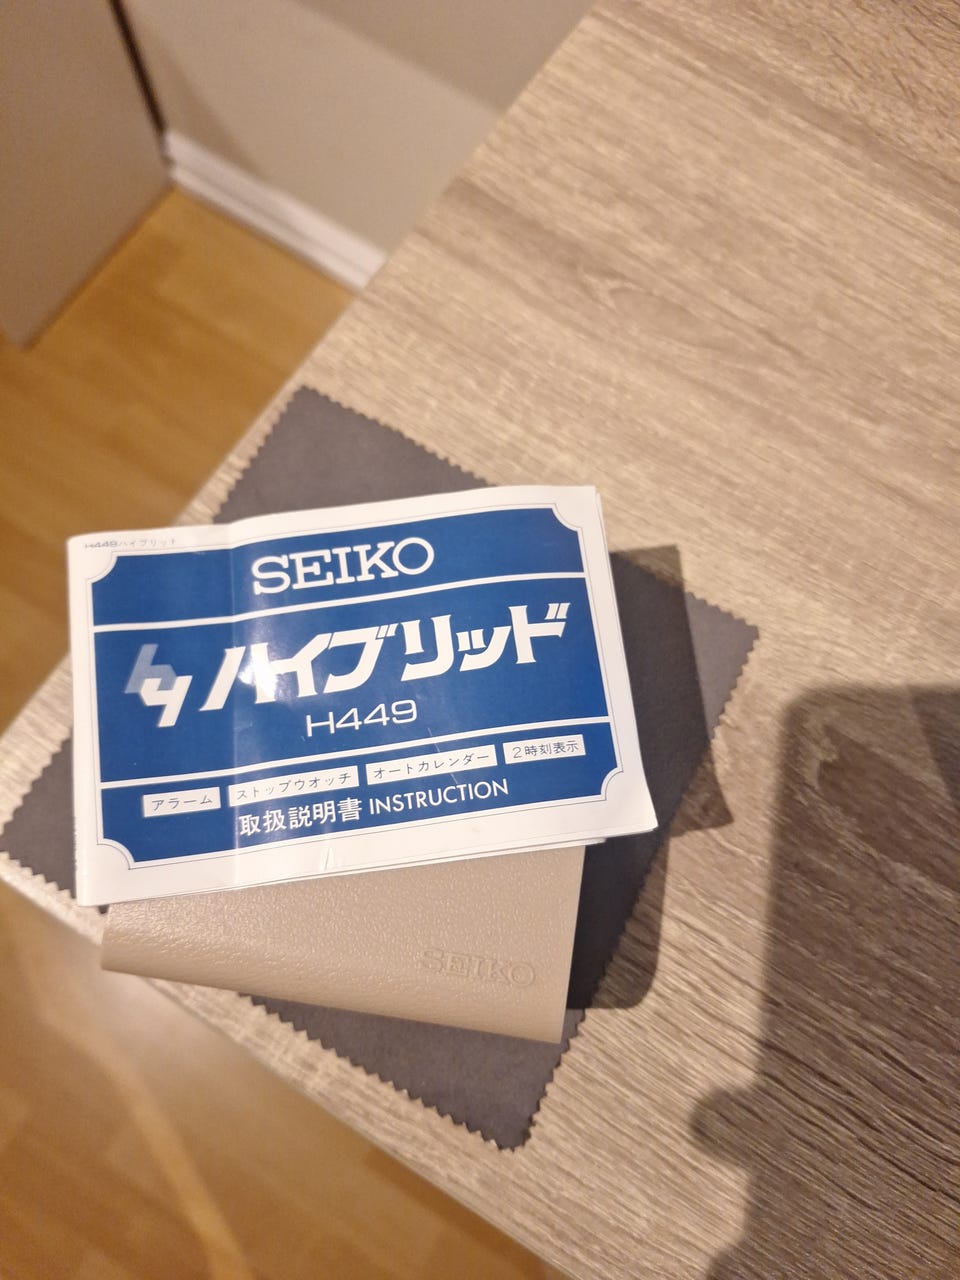 H449ハイブリット
SEIKO
hy ハイブリッド
H449
アラーム ストップウオッチ オートカレンダー 2時刻表示
取扱説明書 INSTRUCTION
SEIKO